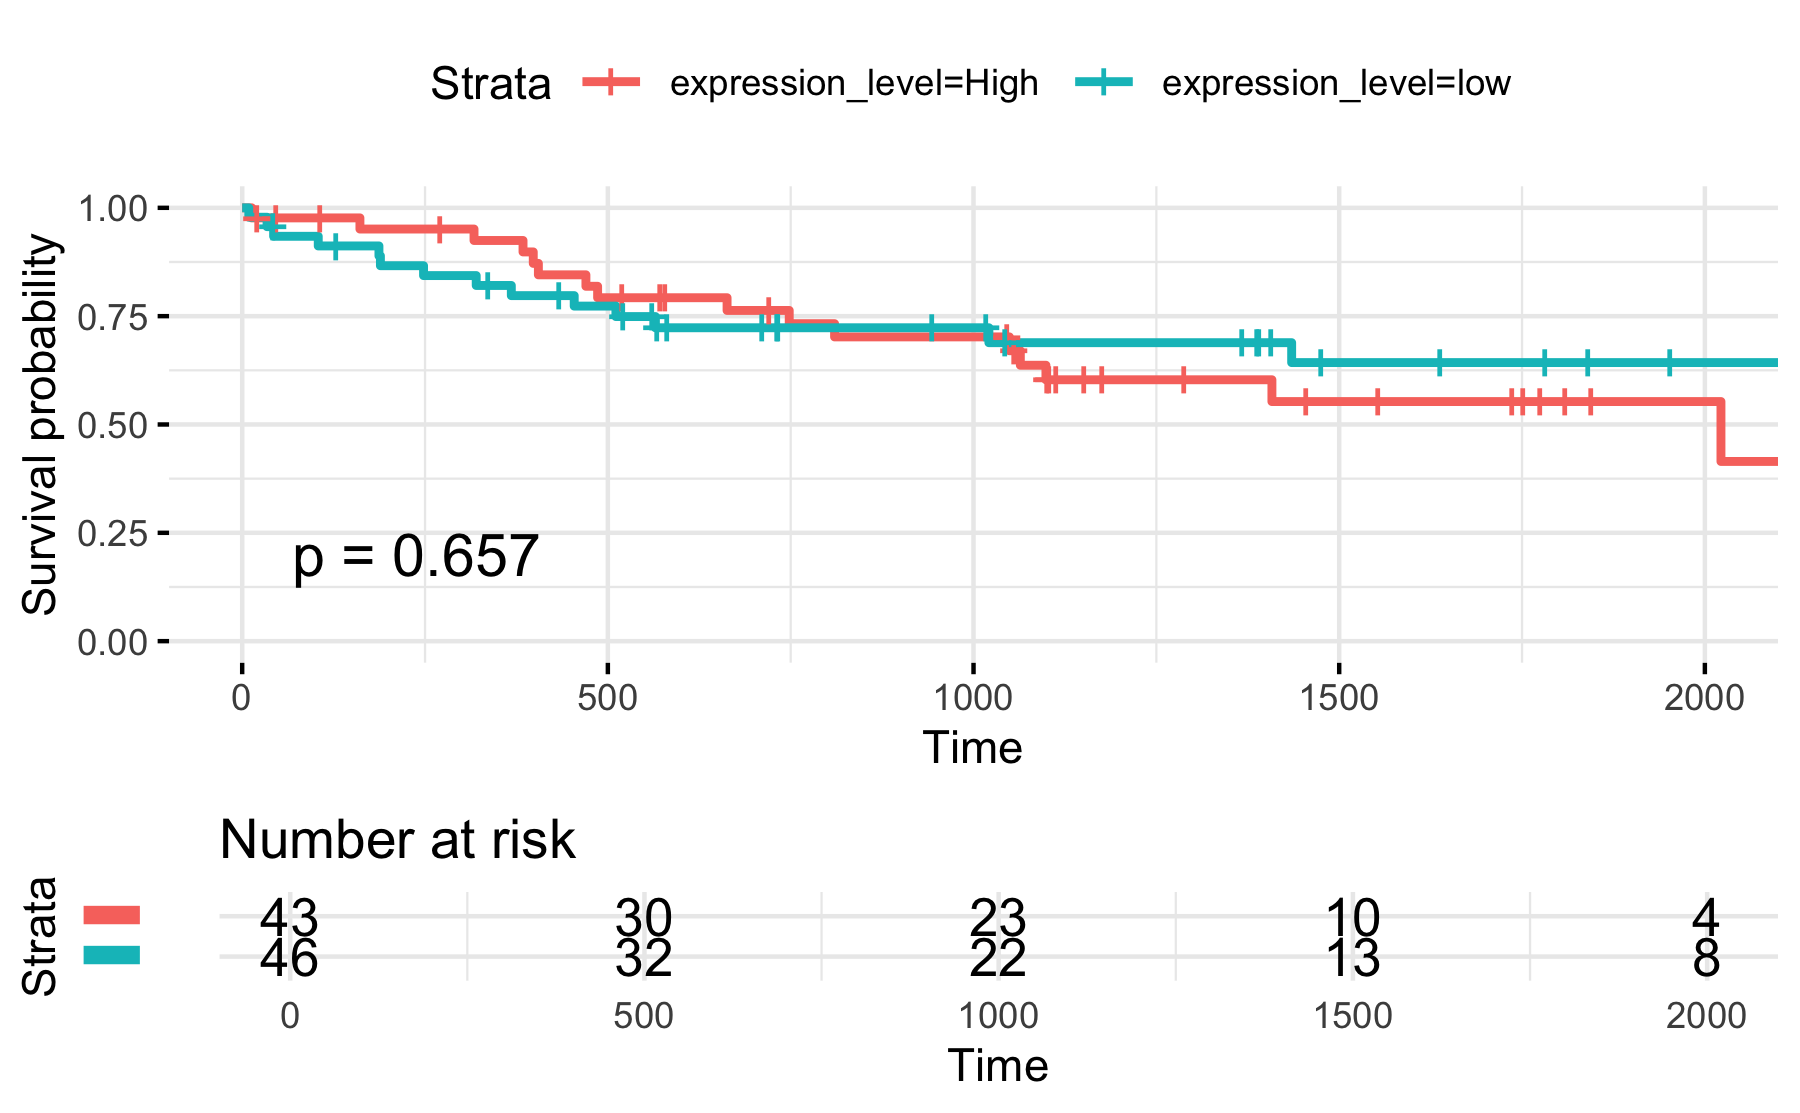 Strata expression_level=High expression_level=low
Survival probability
1.00
0.75
0.50
0.25
0.00
p = 0.657
0 500 1000 1500 2000
Time
Number at risk
Strata
43 30 23 10 4
46 32 22 13 8
0 500 1000 1500 2000
Time